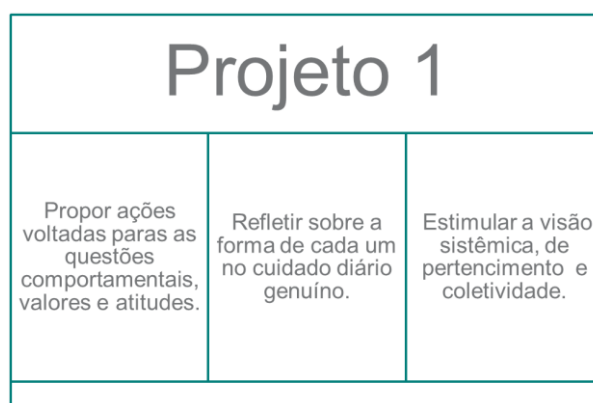 Projeto 1
Propor ações
voltadas paras as
questões
comportamentais,
valores e atitudes.
Refletir sobre a
forma de cada um
no cuidado diário
genuíno.
Estimular a visão
sistêmica, de
pertencimento e
coletividade.